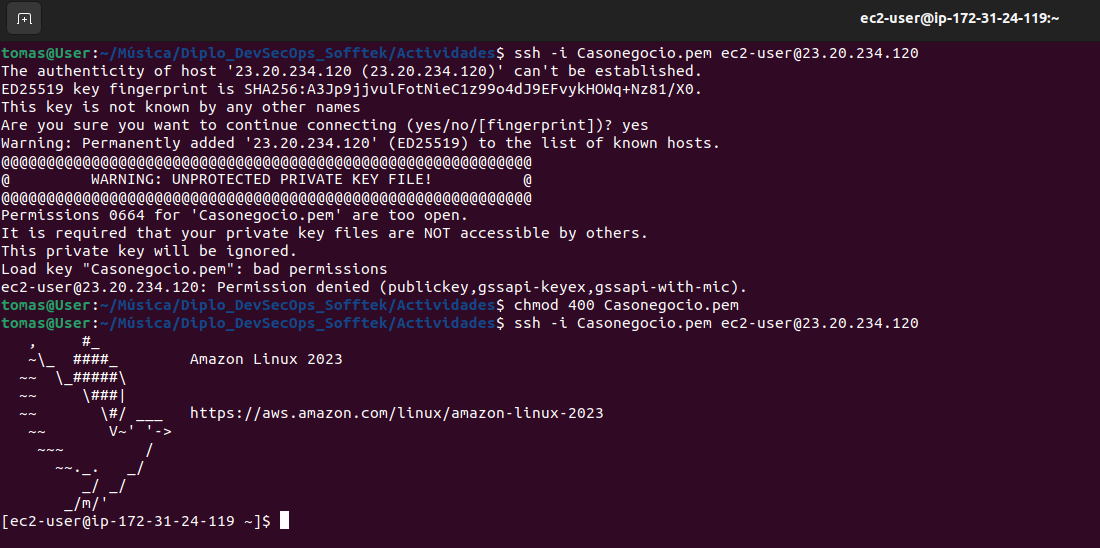 ec2-user@ip-172-31-24-119:~
tomas@User:~/Música/Diplo_DevSecOps_Sofftek/Actividades$ ssh -i Casonegocio.pem ec2-user@23.20.234.120
The authenticity of host '23.20.234.120 (23.20.234.120)' can't be established.
ED25519 key fingerprint is SHA256:A3Jp9jjvulFotNieC1z99o4dJ9EFvykHOWq+Nz81/X0.
This key is not known by any other names
Are you sure you want to continue connecting (yes/no/[fingerprint])? yes
Warning: Permanently added '23.20.234.120' (ED25519) to the list of known hosts.
@@@@@@@@@@@@@@@@@@@@@@@@@@@@@@@@@@@@@@@@@@@@@@@@@@@@@@@@@@@
@         WARNING: UNPROTECTED PRIVATE KEY FILE!          @
@@@@@@@@@@@@@@@@@@@@@@@@@@@@@@@@@@@@@@@@@@@@@@@@@@@@@@@@@@@
Permissions 0664 for 'Casonegocio.pem' are too open.
It is required that your private key files are NOT accessible by others.
This private key will be ignored.
Load key "Casonegocio.pem": bad permissions
ec2-user@23.20.234.120: Permission denied (publickey,gssapi-keyex,gssapi-with-mic).
tomas@User:~/Música/Diplo_DevSecOps_Sofftek/Actividades$ chmod 400 Casonegocio.pem
tomas@User:~/Música/Diplo_DevSecOps_Sofftek/Actividades$ ssh -i Casonegocio.pem ec2-user@23.20.234.120
   ,     #_
   ~\_  ####_        Amazon Linux 2023
  ~~  \_#####\
  ~~     \###|
  ~~       \#/ ___   https://aws.amazon.com/linux/amazon-linux-2023
   ~~       V~' '->
    ~~~         /
      ~~._.   _/
         _/ _/
       _/m/'
[ec2-user@ip-172-31-24-119 ~]$